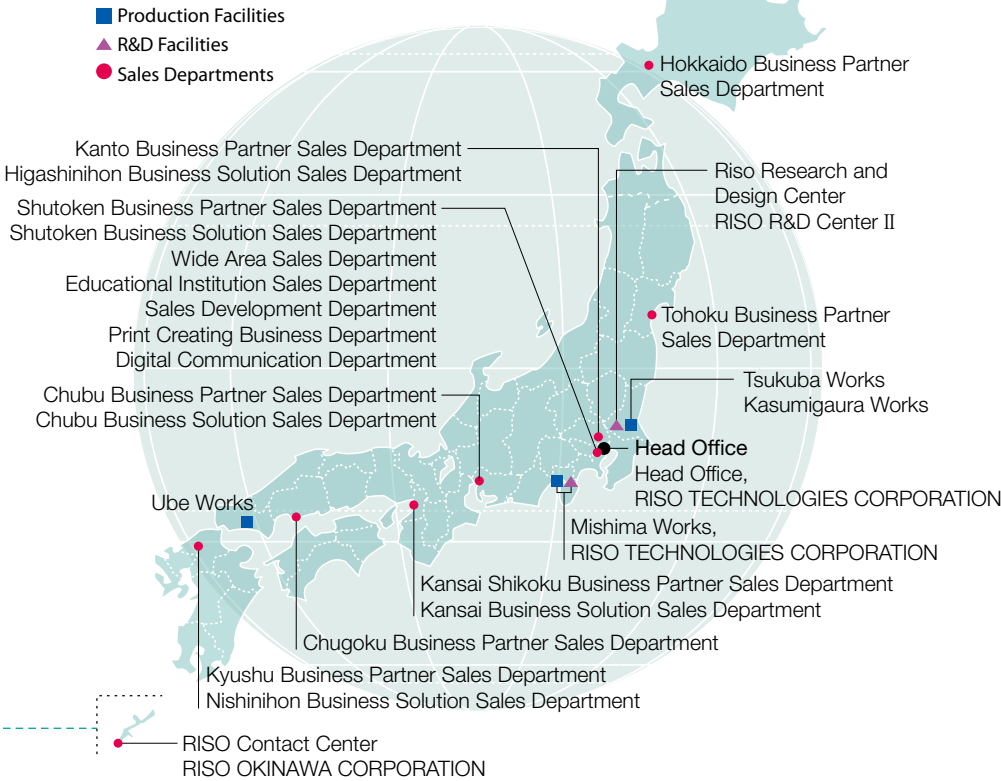 Production Facilities
R&D Facilities
Sales Departments
Hokkaido Business Partner
Sales Department
Kanto Business Partner Sales Department
Higashinihon Business Solution Sales Department
Riso Research and
Design Center
RISO R&D Center II
Shutoken Business Partner Sales Department
Shutoken Business Solution Sales Department
Wide Area Sales Department
Educational Institution Sales Department
Sales Development Department
Print Creating Business Department
Digital Communication Department
Tohoku Business Partner
Sales Department
Tsukuba Works
Kasumigaura Works
Chubu Business Partner Sales Department
Chubu Business Solution Sales Department
Head Office
Head Office,
RISO TECHNOLOGIES CORPORATION
Ube Works
Mishima Works,
RISO TECHNOLOGIES CORPORATION
Kansai Shikoku Business Partner Sales Department
Kansai Business Solution Sales Department
Chugoku Business Partner Sales Department
Kyushu Business Partner Sales Department
Nishinihon Business Solution Sales Department
RISO Contact Center
RISO OKINAWA CORPORATION